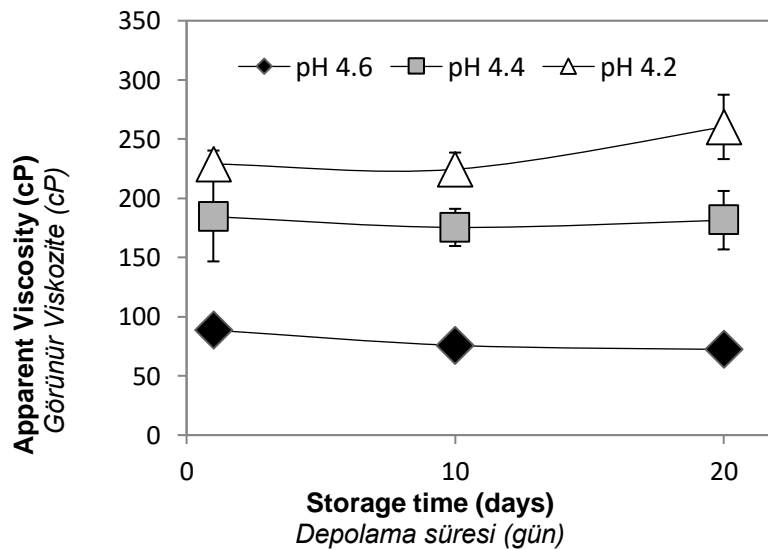 350
300
250
200
150
100
50
0
pH 4.6 pH 4.4 pH 4.2
Apparent Viscosity (cP)
Görünür Viskozite (cP)
0 10 20
Storage time (days)
Depolama süresi (gün)